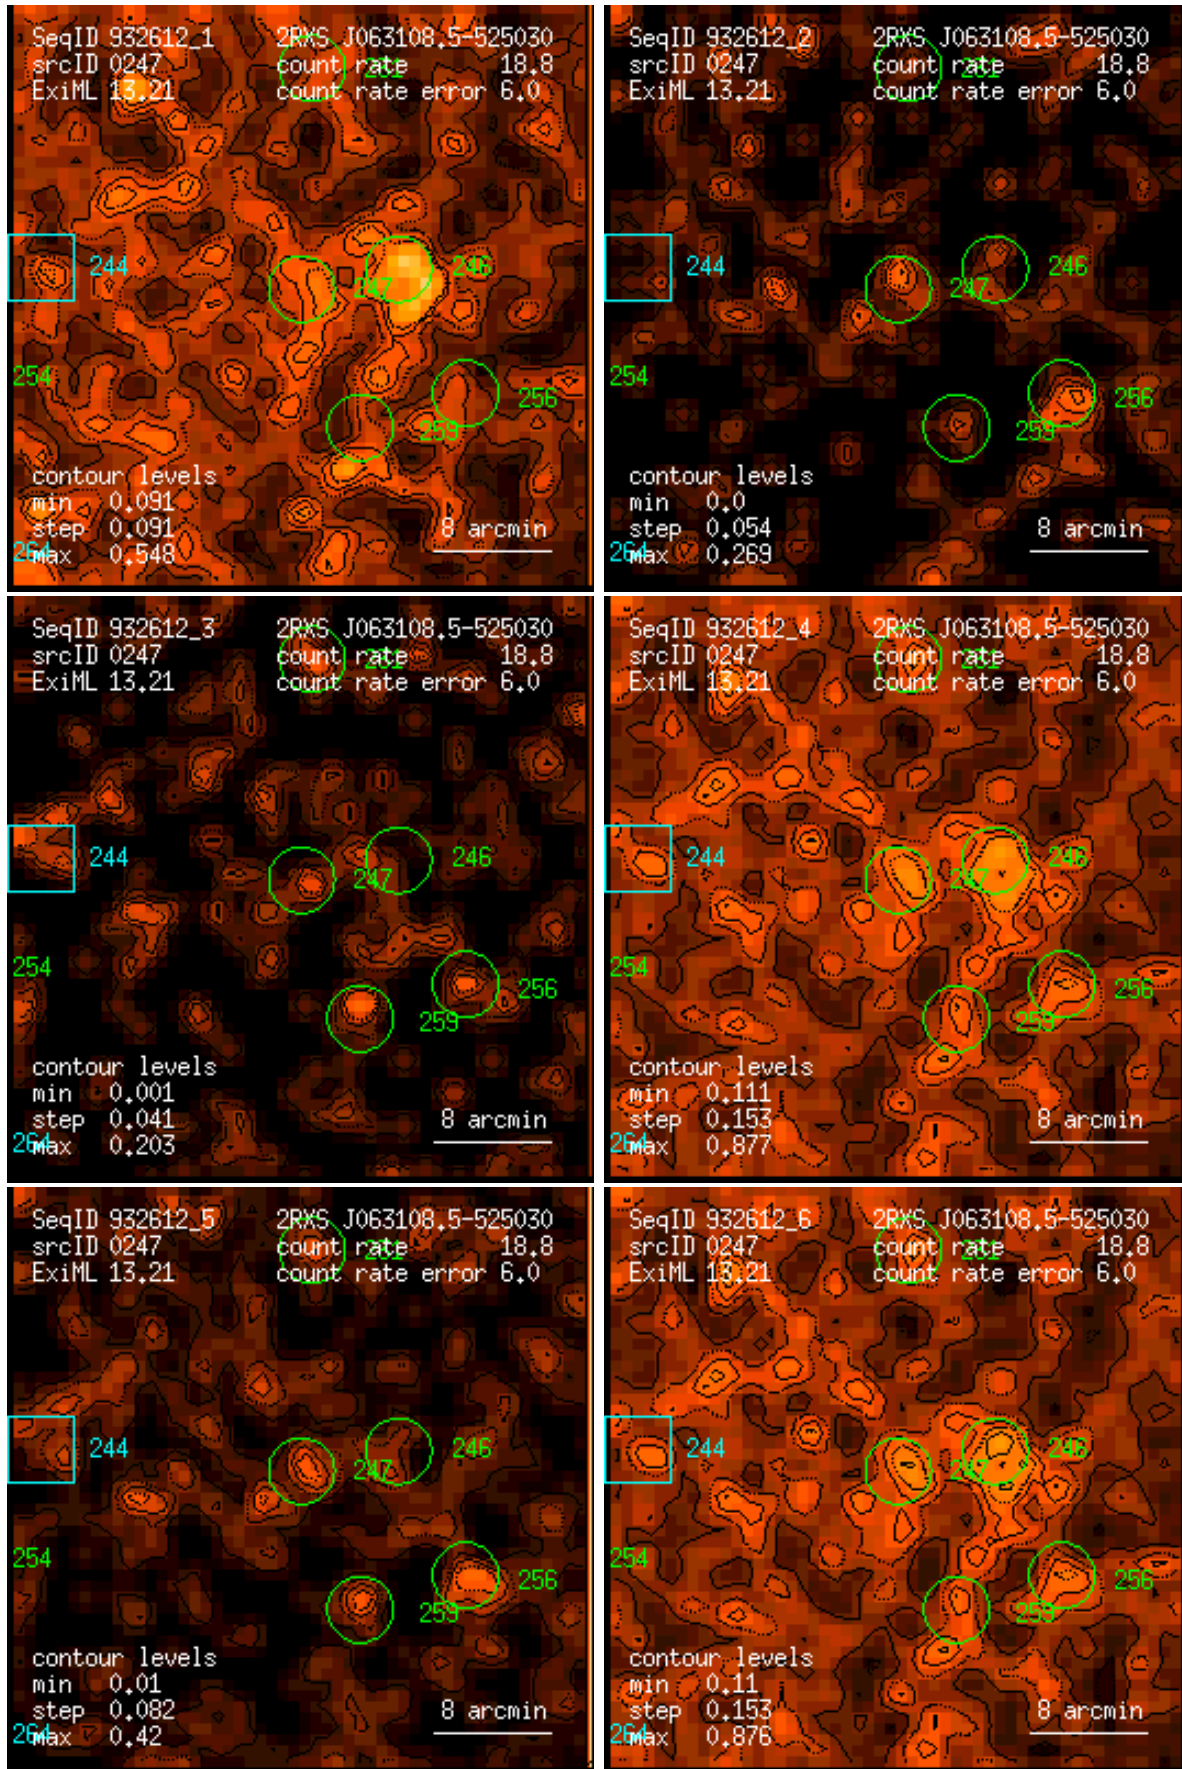 SeqID 932612_1 2RXS J063108.5-525030
srcID 0247 count rate 18.8
ExiML 13.21 count rate error 6.0
244 247 246
254 256
259
contour levels
min 0.091
step 0.091 8 arcmin
264 max 0.548
SeqID 932612_2 2RXS J063108.5-525030
srcID 0247 count rate 18.8
ExiML 13.21 count rate error 6.0
244 247 246
254 256
259
contour levels
min 0.0
step 0.054 8 arcmin
264 max 0.269
SeqID 932612_3 2RXS J063108.5-525030
srcID 0247 count rate 18.8
ExiML 13.21 count rate error 6.0
244 247 246
254 256
259
contour levels
min 0.001
step 0.041 8 arcmin
264 max 0.203
SeqID 932612_4 2RXS J063108.5-525030
srcID 0247 count rate 18.8
ExiML 13.21 count rate error 6.0
244 247 246
254 256
259
contour levels
min 0.111
step 0.153 8 arcmin
264 max 0.877
SeqID 932612_5 2RXS J063108.5-525030
srcID 0247 count rate 18.8
ExiML 13.21 count rate error 6.0
244 247 246
254 256
259
contour levels
min 0.01
step 0.082 8 arcmin
264 max 0.42
SeqID 932612_6 2RXS J063108.5-525030
srcID 0247 count rate 18.8
ExiML 13.21 count rate error 6.0
244 247 246
254 256
259
contour levels
min 0.11
step 0.153 8 arcmin
264 max 0.876